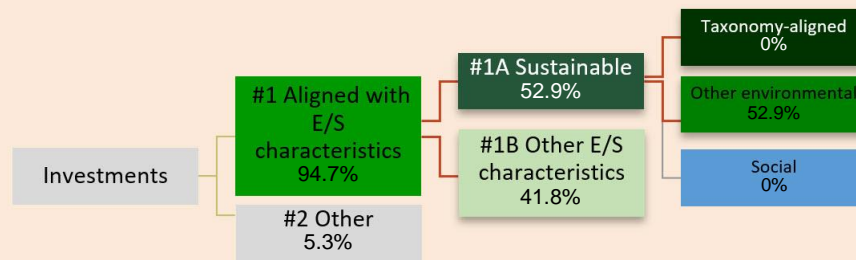 Investments
#1 Aligned with
E/S
characteristics
94.7%
#2 Other
5.3%
#1A Sustainable
52.9%
#1B Other E/S
characteristics
41.8%
Taxonomy-aligned
0%
Other environmental
52.9%
Social
0%